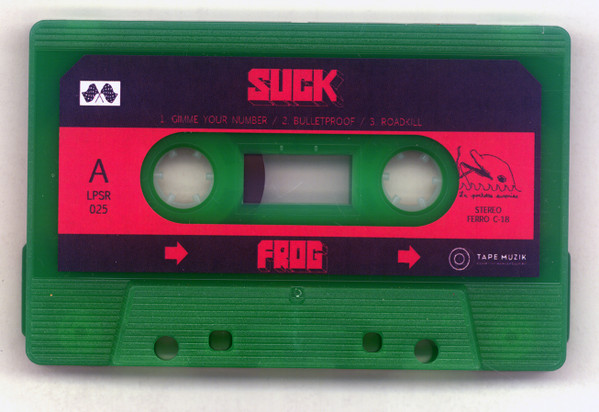 SUCK
1. GIMME YOUR NUMBER / 2. BULLETPROOF / 3. ROADKILL
A
LPSR
025
STEREO
FERRO C-18
FROG
TAPE MUZIK